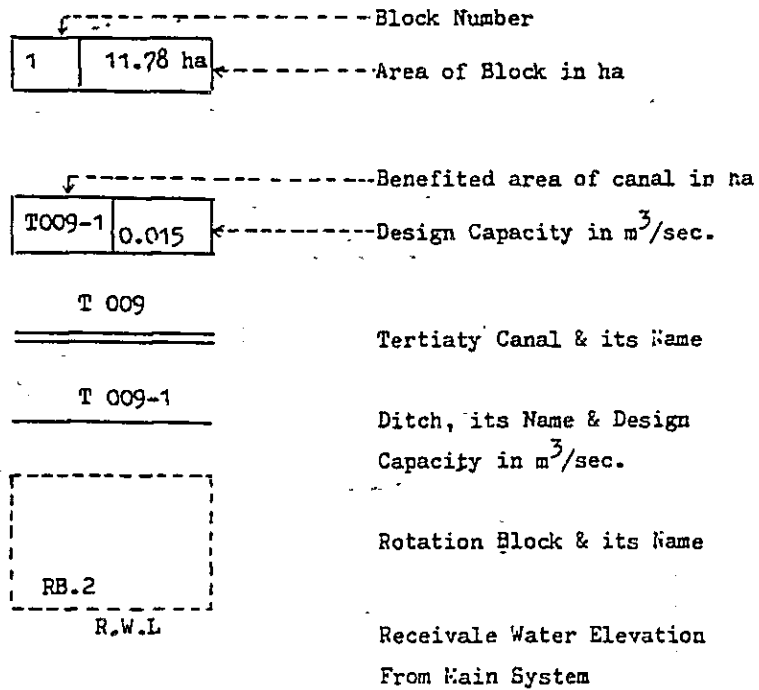 Block Number
1 11.78 ha
Area of Block in ha
Benefited area of canal in ha
T009-1 0.015
Design Capacity in m³/sec.
T 009
Tertiaty Canal & its Name
T 009-1
Ditch, its Name & Design
Capacity in m³/sec.
Rotation Block & its Name
RB.2
R.W.L
Receivale Water Elevation
From Main System